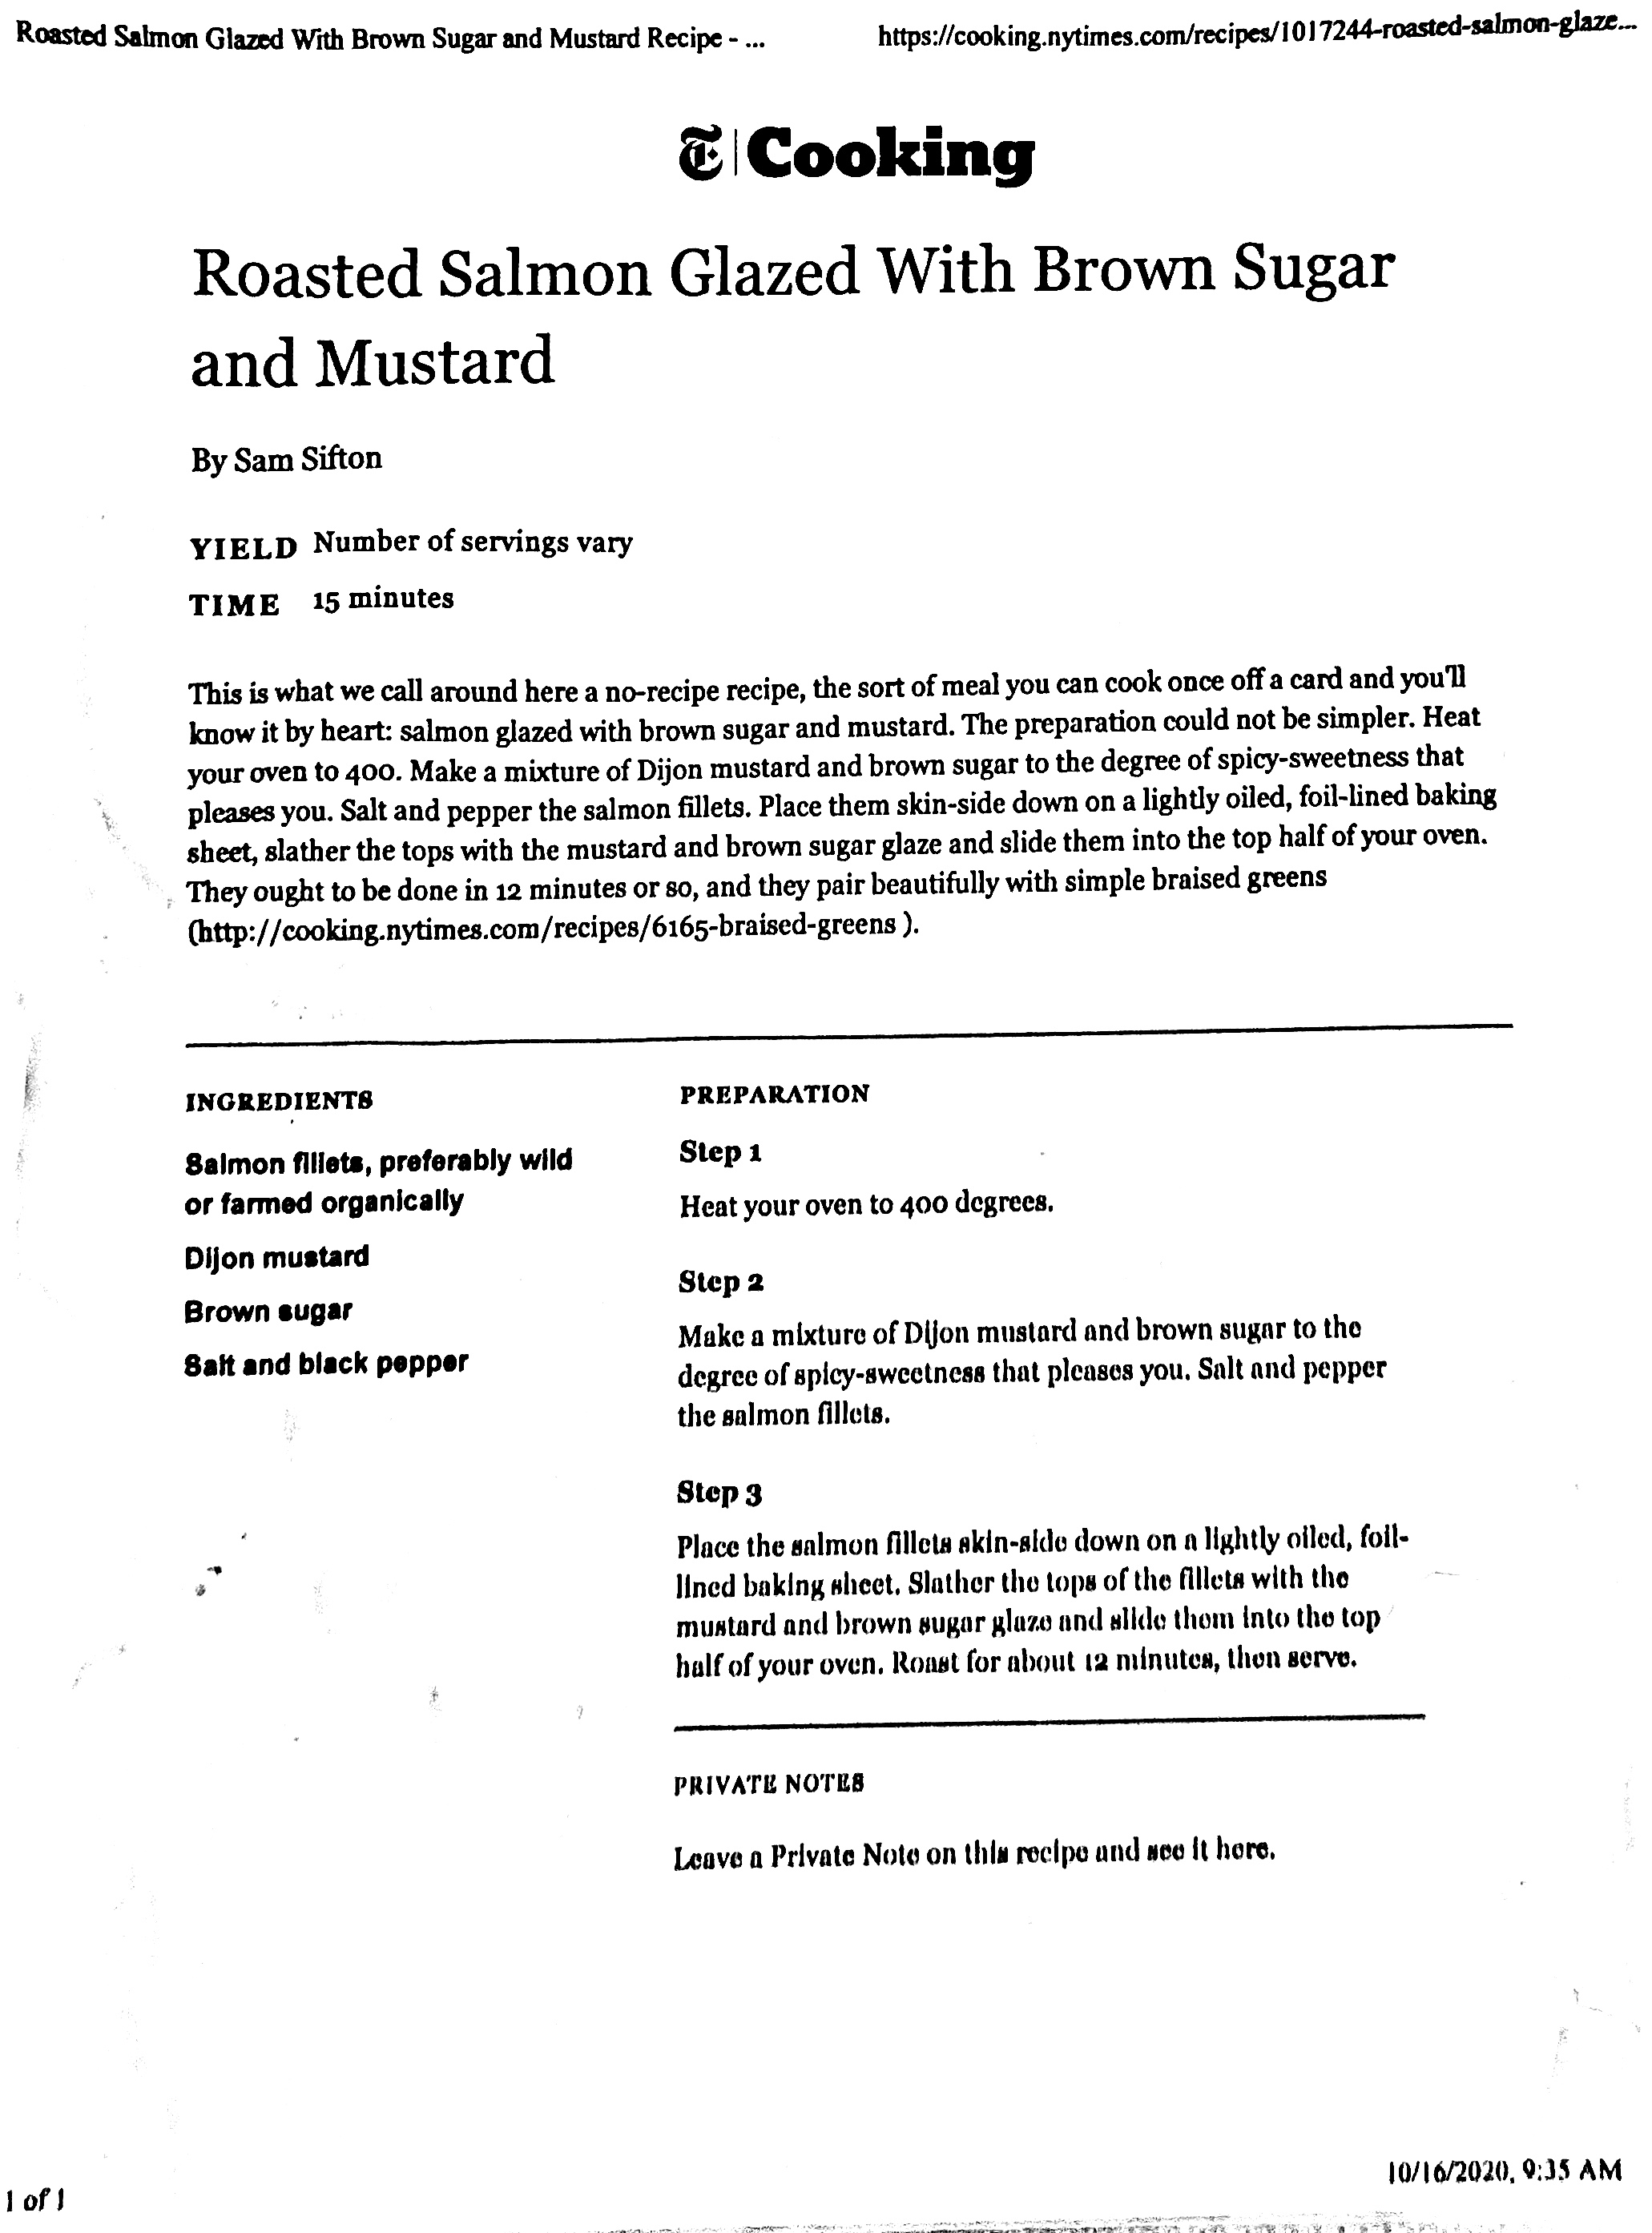 Roasted Salmon Glazed With Brown Sugar and Mustard Recipe - ...
https://cooking.nytimes.com/recipes/1017244-roasted-salmon-glaze...
T Cooking
Roasted Salmon Glazed With Brown Sugar
and Mustard
By Sam Sifton
YIELD Number of servings vary
TIME 15 minutes
This is what we call around here a no-recipe recipe, the sort of meal you can cook once off a card and you'll
know it by heart: salmon glazed with brown sugar and mustard. The preparation could not be simpler. Heat
your oven to 400. Make a mixture of Dijon mustard and brown sugar to the degree of spicy-sweetness that
pleases you. Salt and pepper the salmon fillets. Place them skin-side down on a lightly oiled, foil-lined baking
sheet, slather the tops with the mustard and brown sugar glaze and slide them into the top half of your oven.
They ought to be done in 12 minutes or so, and they pair beautifully with simple braised greens
(http://cooking.nytimes.com/recipes/6165-braised-greens ).
INGREDIENTS
Salmon fillets, preferably wild
or farmed organically
Dijon mustard
Brown sugar
Salt and black pepper
PREPARATION
Step 1
Heat your oven to 400 degrees.
Step 2
Make a mixture of Dijon mustard and brown sugar to the
degree of spicy-sweetness that pleases you. Salt and pepper
the salmon fillets.
Step 3
Place the salmon fillets skin-side down on a lightly oiled, foil-
lined baking sheet. Slather the tops of the fillets with the
mustard and brown sugar glaze and slide them into the top
half of your oven. Roast for about 12 minutes, then serve.
PRIVATE NOTES
Leave a Private Note on this recipe and see it here.
1 of 1
10/16/2020, 9:35 AM